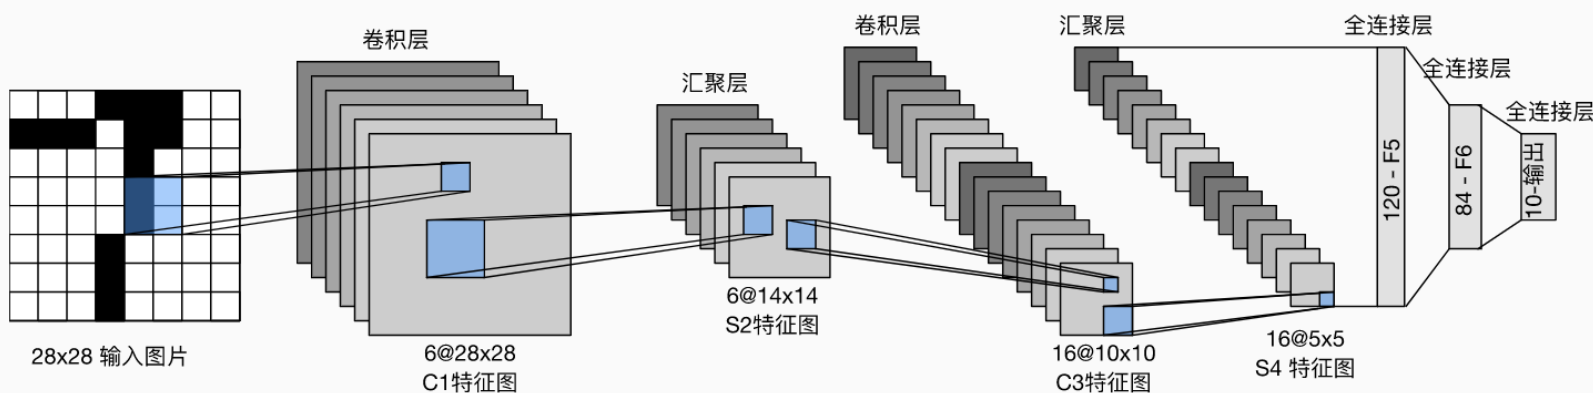 28x28 输入图片
卷积层
6@28x28
C1特征图
汇聚层
6@14x14
S2特征图
卷积层
16@10x10
C3特征图
汇聚层
16@5x5
S4 特征图
全连接层
120 - F5
全连接层
84 - F6
全连接层
10-输出